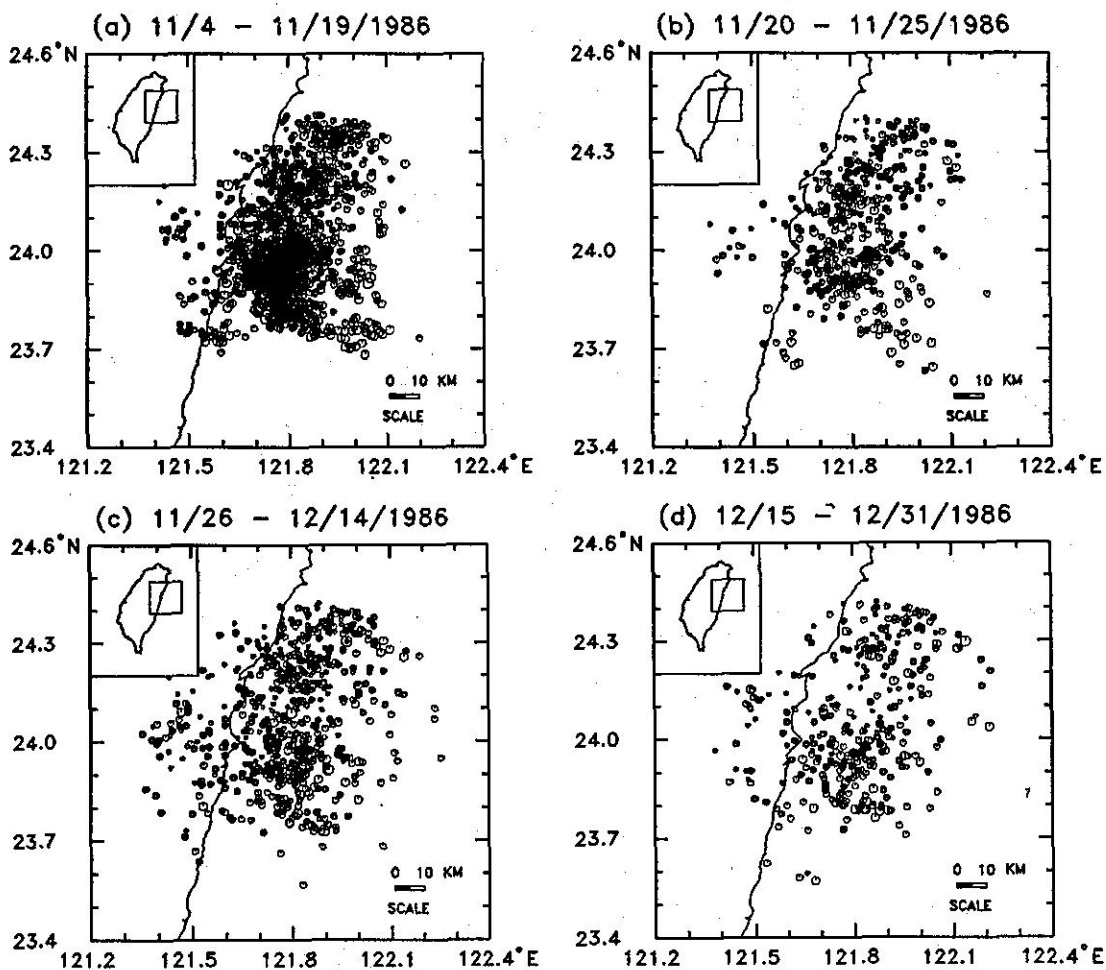 (a) 11/4 - 11/19/1986
24.6°N
24.3
24.0
23.7
23.4
0 10 KM
SCALE
121.2 121.5 121.8 122.1 122.4°E
(b) 11/20 - 11/25/1986
24.6°N
24.3
24.0
23.7
23.4
0 10 KM
SCALE
121.2 121.5 121.8 122.1 122.4°E
(c) 11/26 - 12/14/1986
24.6°N
24.3
24.0
23.7
23.4
0 10 KM
SCALE
121.2 121.5 121.8 122.1 122.4°E
(d) 12/15 - 12/31/1986
24.6°N
24.3
24.0
23.7
23.4
0 10 KM
SCALE
121.2 121.5 121.8 122.1 122.4°E